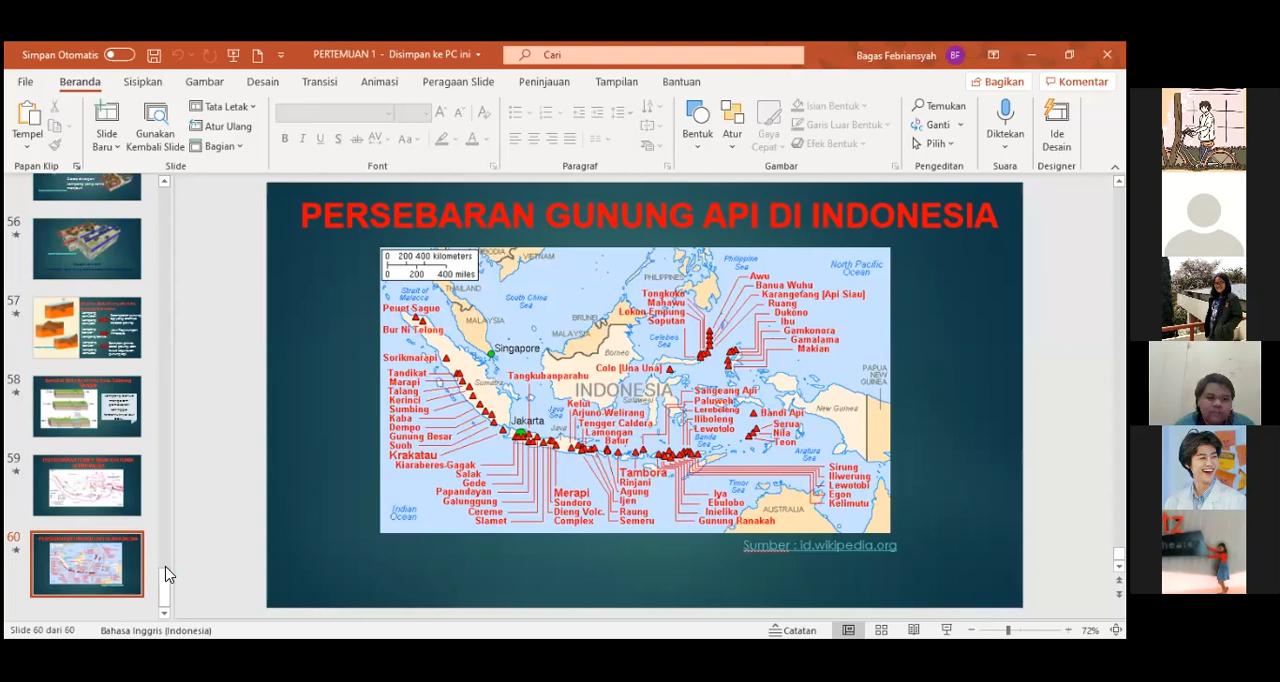 Simpan Otomatis
PERTEMUAN 1 - Disimpan ke PC ini
Cari
Bagas Febriansyah
BF
File Beranda Sisipkan Gambar Desain Transisi Animasi Peragaan Slide Peninjauan Tampilan Bantuan
Bagikan
Komentar
Tempel
Slide Baru
Gunakan Kembali Slide
Tata Letak
Atur Ulang
Bagian
Bentuk
Atur
Gaya Cepat
Isian Bentuk
Garis Luar Bentuk
Efek Bentuk
Temukan
Ganti
Pilih
Diktekan
Ide Desain
Papan Klip
Slide
Font
Paragraf
Gambar
Pengeditan
Suara
Designer
56
57
58
59
60
PERSEBARAN GUNUNG API DI INDONESIA
0 200 400 kilometers
0 200 400 miles
VIETNAM
THAILAND
Strait of Malacca
South China Sea
PHILIPPINES
Philippine Sea
North Pacific Ocean
MALAYSIA
BRUNEI
MALAYSIA
Celebes Sea
Borneo
Singapore
Sumatra
INDONESIA
Sulawesi
PAPUA NEW GUINEA
New Guinea
Jakarta
Java Sea
Java
Banda Sea
Arafura Sea
Timor Sea
AUSTRALIA
Indian Ocean
Peuet Sague
Bur Ni Telong
Sorikmarapi
Tandikat
Marapi
Talang
Kerinci
Sumbing
Kaba
Dempo
Gunung Besar
Suoh
Krakatau
Kiaraberes-Gagak
Salak
Gede
Papandayan
Galunggung
Cereme
Slamet
Tangkubanparahu
Merapi
Sundoro
Dieng Volc. Complex
Kelut
Arjuno-Welirang
Tengger Caldera
Lamongan
Batur
Tambora
Rinjani
Agung
Ijen
Raung
Semeru
Tongkoko
Mahawu
Lokon-Empung
Soputan
Colo [Una Una]
Awu
Banua Wuhu
Karangetang [Api Siau]
Ruang
Dukono
Ibu
Gamkonora
Gamalama
Makian
Sangeang Api
Paluweh
Leroboleng
Iliboleng
Lewotolo
Bandi Api
Serua
Nila
Teon
Sirung
Iliwerung
Lewotobi
Egon
Kelimutu
Iya
Ebulobo
Inielika
Gunung Ranakah
Sumber : id.wikipedia.org
Slide 60 dari 60
Bahasa Inggris (Indonesia)
Catatan
72%